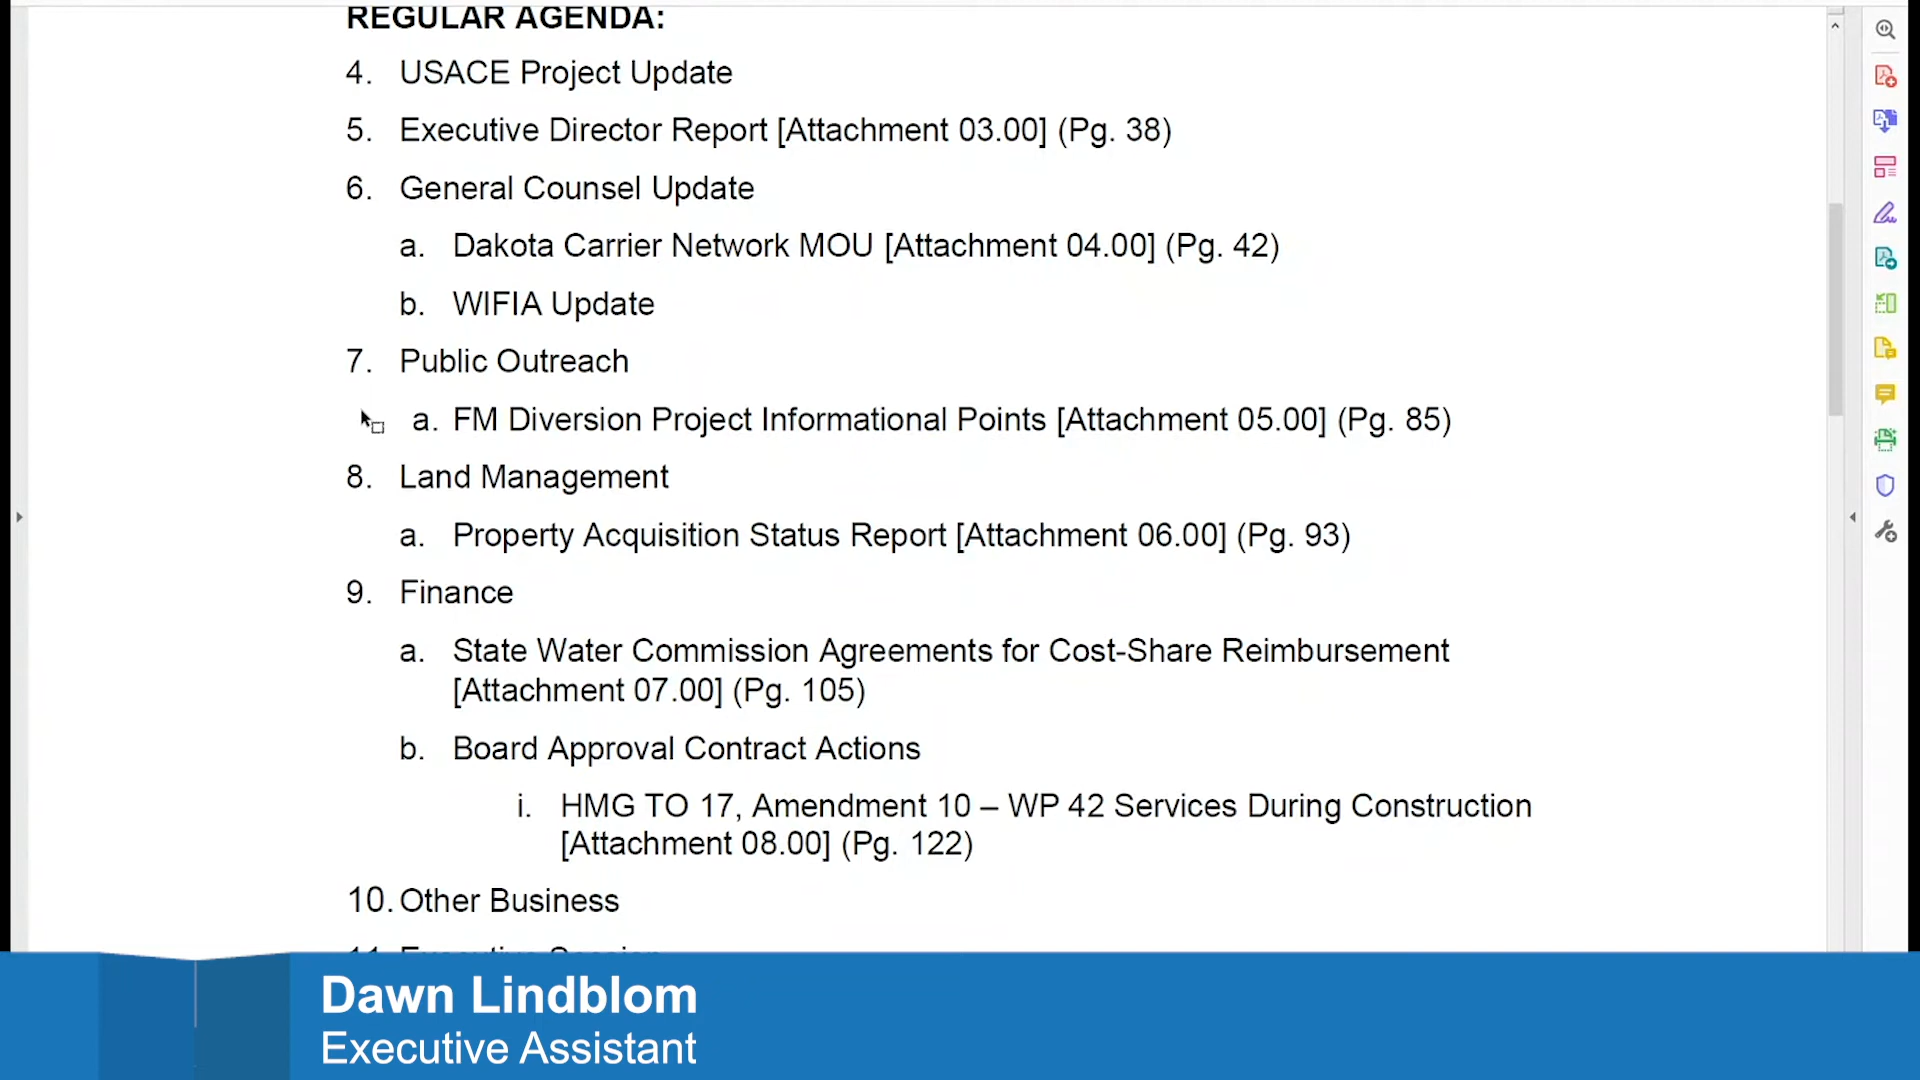 REGULAR AGENDA:
4. USACE Project Update
5. Executive Director Report [Attachment 03.00] (Pg. 38)
6. General Counsel Update
a. Dakota Carrier Network MOU [Attachment 04.00] (Pg. 42)
b. WIFIA Update
7. Public Outreach
a. FM Diversion Project Informational Points [Attachment 05.00] (Pg. 85)
8. Land Management
a. Property Acquisition Status Report [Attachment 06.00] (Pg. 93)
9. Finance
a. State Water Commission Agreements for Cost-Share Reimbursement
[Attachment 07.00] (Pg. 105)
b. Board Approval Contract Actions
i. HMG TO 17, Amendment 10 – WP 42 Services During Construction
[Attachment 08.00] (Pg. 122)
10. Other Business
11. Executive Session
Dawn Lindblom
Executive Assistant